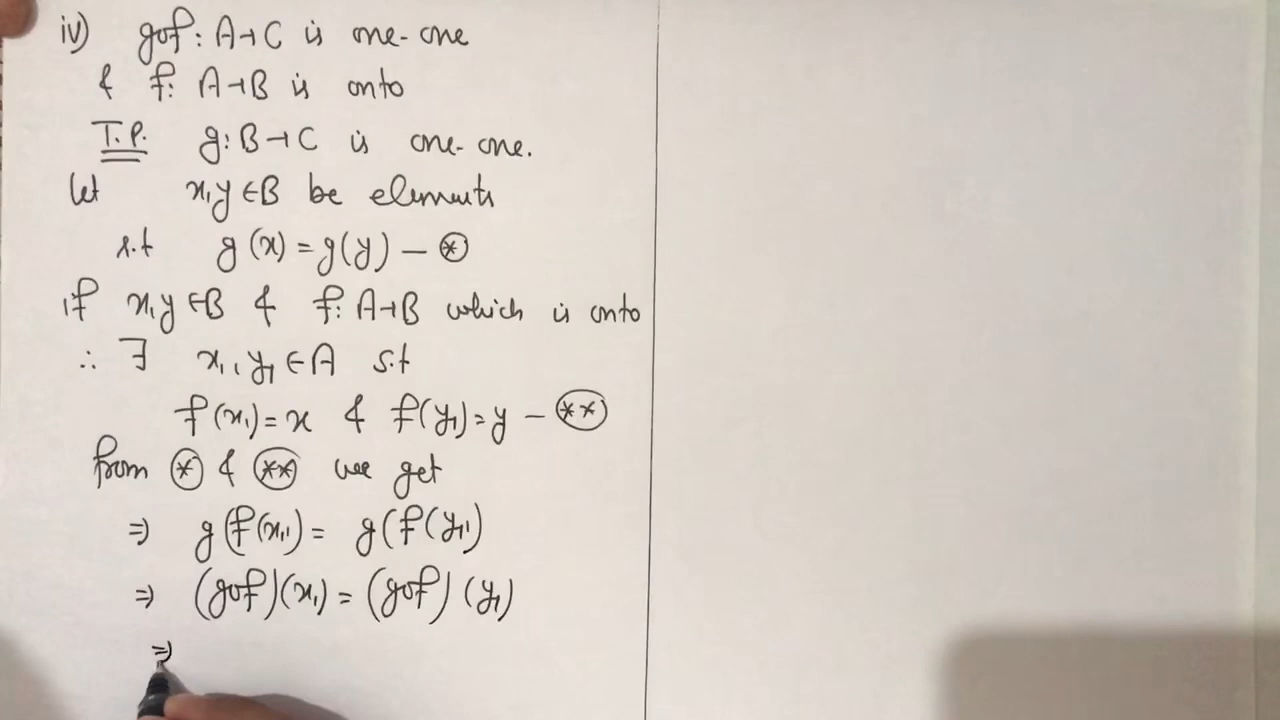 iv) gof: A→C is one-one
& f: A→B is onto
T.P. g: B→C is one-one.
let x, y ∈ B be elements
s.t g(x) = g(y) — ⊛
if x, y ∈ B & f: A→B which is onto
∴ ∃ x₁, y₁ ∈ A s.t
f(x₁) = x & f(y₁) = y — (**)
from (*) & (**) we get
⇒ g(f(x₁) = g(f(y₁)
⇒ (gof)(x₁) = (gof)(y₁)
⇒